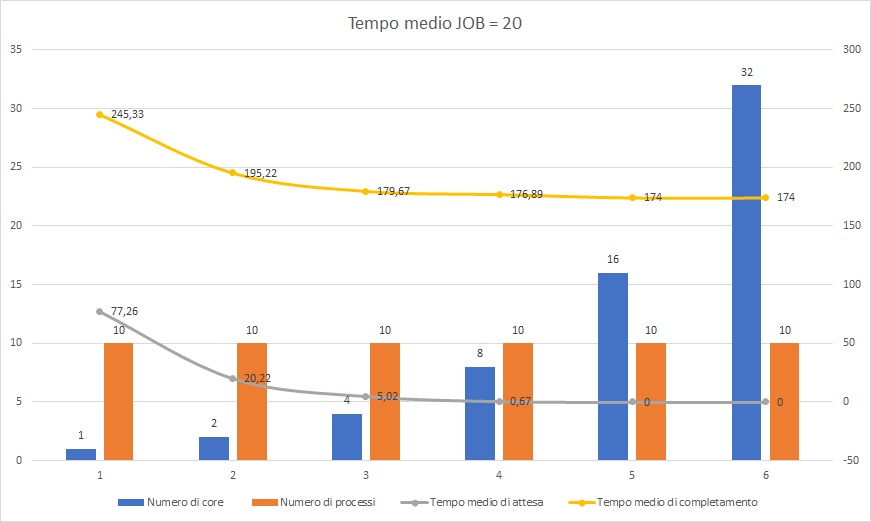 Tempo medio JOB = 20
35 300
30 250
25 200
20 150
15 100
10 50
5 0
0 -50
245,33 195,22 179,67 176,89 174 174
77,26 20,22 5,02 0,67 0 0
1 2 4 8 16 32
10 10 10 10 10 10
1 2 3 4 5 6
Numero di core Numero di processi Tempo medio di attesa Tempo medio di completamento